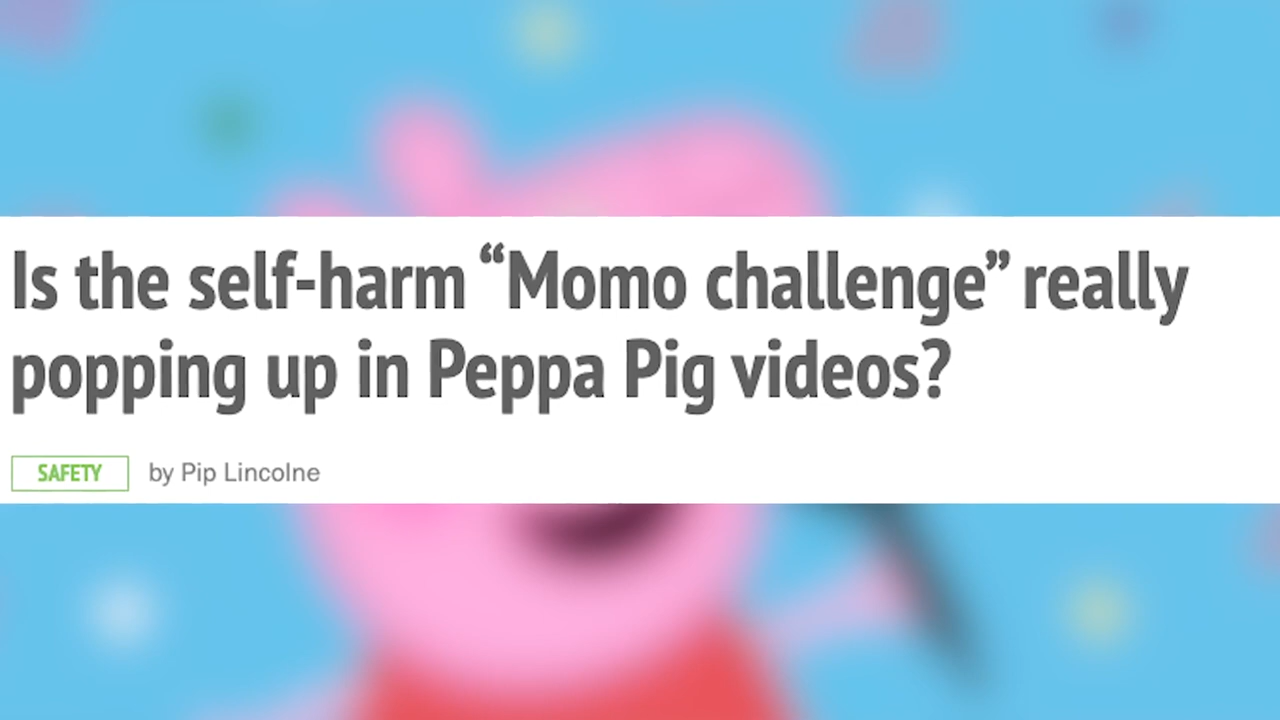 Is the self-harm “Momo challenge” really
popping up in Peppa Pig videos?
SAFETY by Pip Lincolne